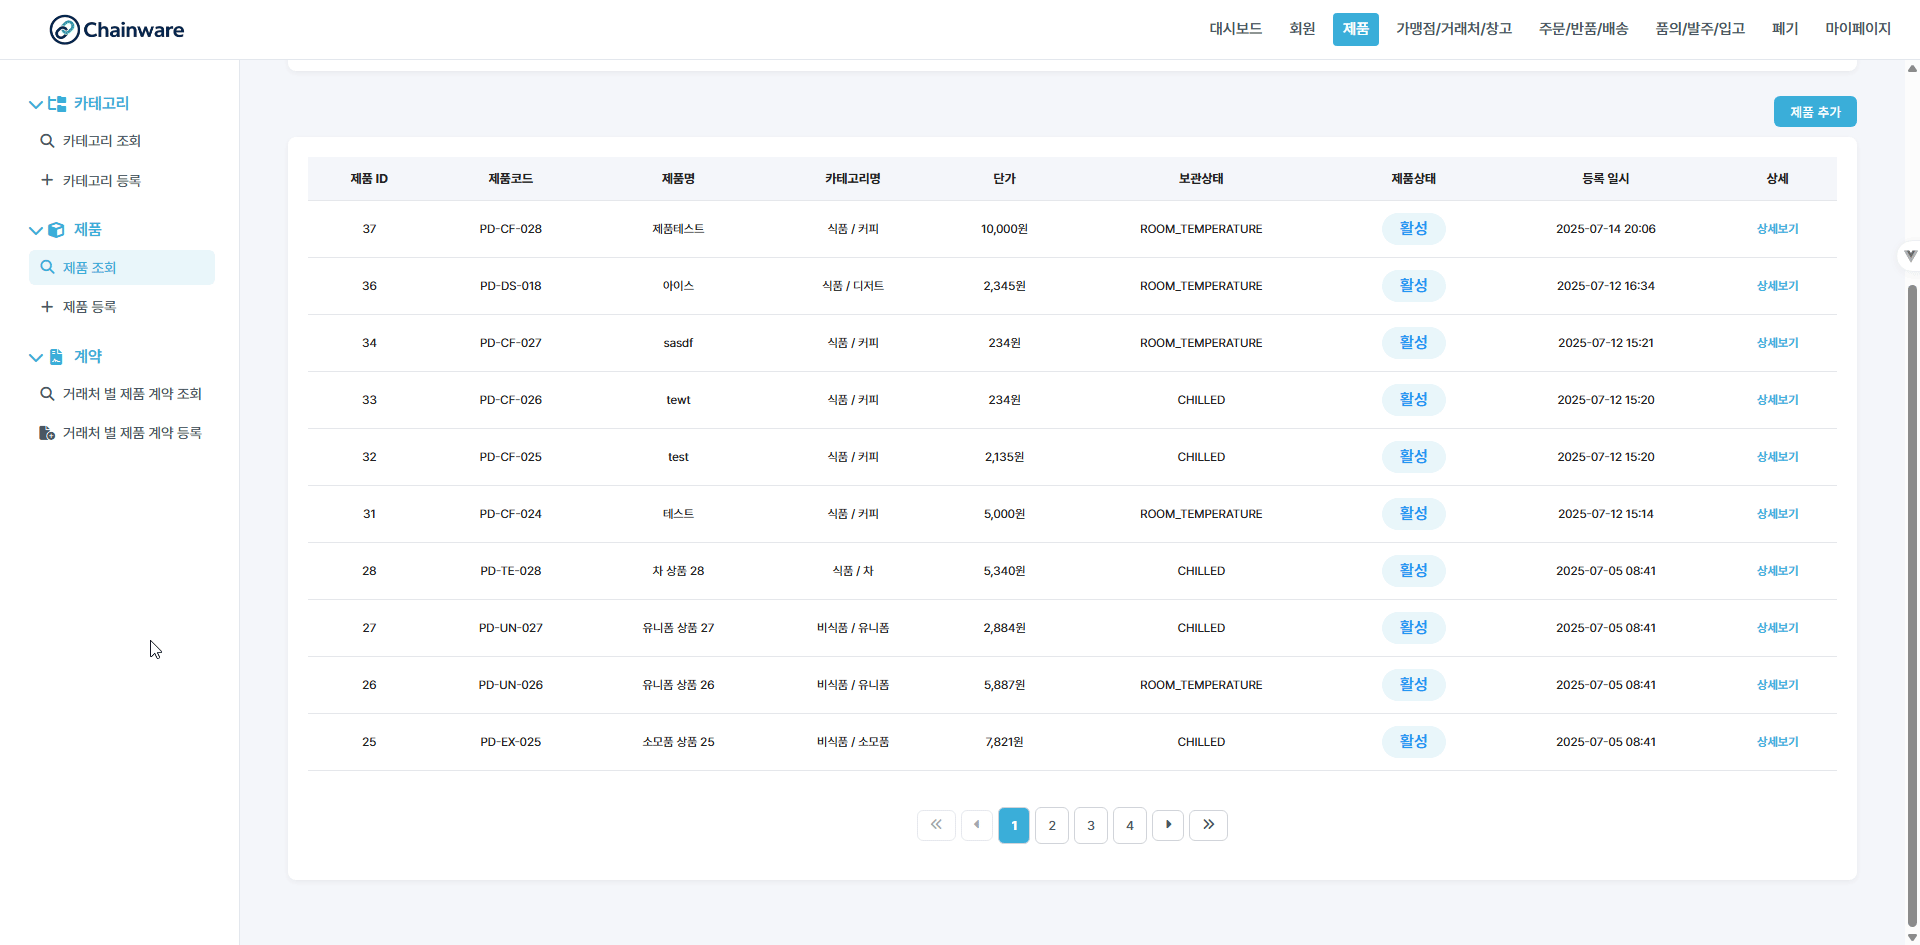 Chainware
대시보드 회원 제품 가맹점/거래처/창고 주문/반품/배송 품의/발주/입고 폐기 마이페이지
카테고리
카테고리 조회
카테고리 등록
제품
제품 조회
제품 등록
계약
거래처 별 제품 계약 조회
거래처 별 제품 계약 등록
제품 추가
제품 ID 제품코드 제품명 카테고리명 단가 보관상태 제품상태 등록 일시 상세
37 PD-CF-028 제품테스트 식품 / 커피 10,000원 ROOM_TEMPERATURE 활성 2025-07-14 20:06 상세보기
36 PD-DS-018 아이스 식품 / 디저트 2,345원 ROOM_TEMPERATURE 활성 2025-07-12 16:34 상세보기
34 PD-CF-027 sasdf 식품 / 커피 234원 ROOM_TEMPERATURE 활성 2025-07-12 15:21 상세보기
33 PD-CF-026 tewt 식품 / 커피 234원 CHILLED 활성 2025-07-12 15:20 상세보기
32 PD-CF-025 test 식품 / 커피 2,135원 CHILLED 활성 2025-07-12 15:20 상세보기
31 PD-CF-024 테스트 식품 / 커피 5,000원 ROOM_TEMPERATURE 활성 2025-07-12 15:14 상세보기
28 PD-TE-028 차 상품 28 식품 / 차 5,340원 CHILLED 활성 2025-07-05 08:41 상세보기
27 PD-UN-027 유니폼 상품 27 비식품 / 유니폼 2,884원 CHILLED 활성 2025-07-05 08:41 상세보기
26 PD-UN-026 유니폼 상품 26 비식품 / 유니폼 5,887원 ROOM_TEMPERATURE 활성 2025-07-05 08:41 상세보기
25 PD-EX-025 소모품 상품 25 비식품 / 소모품 7,821원 CHILLED 활성 2025-07-05 08:41 상세보기
1 2 3 4